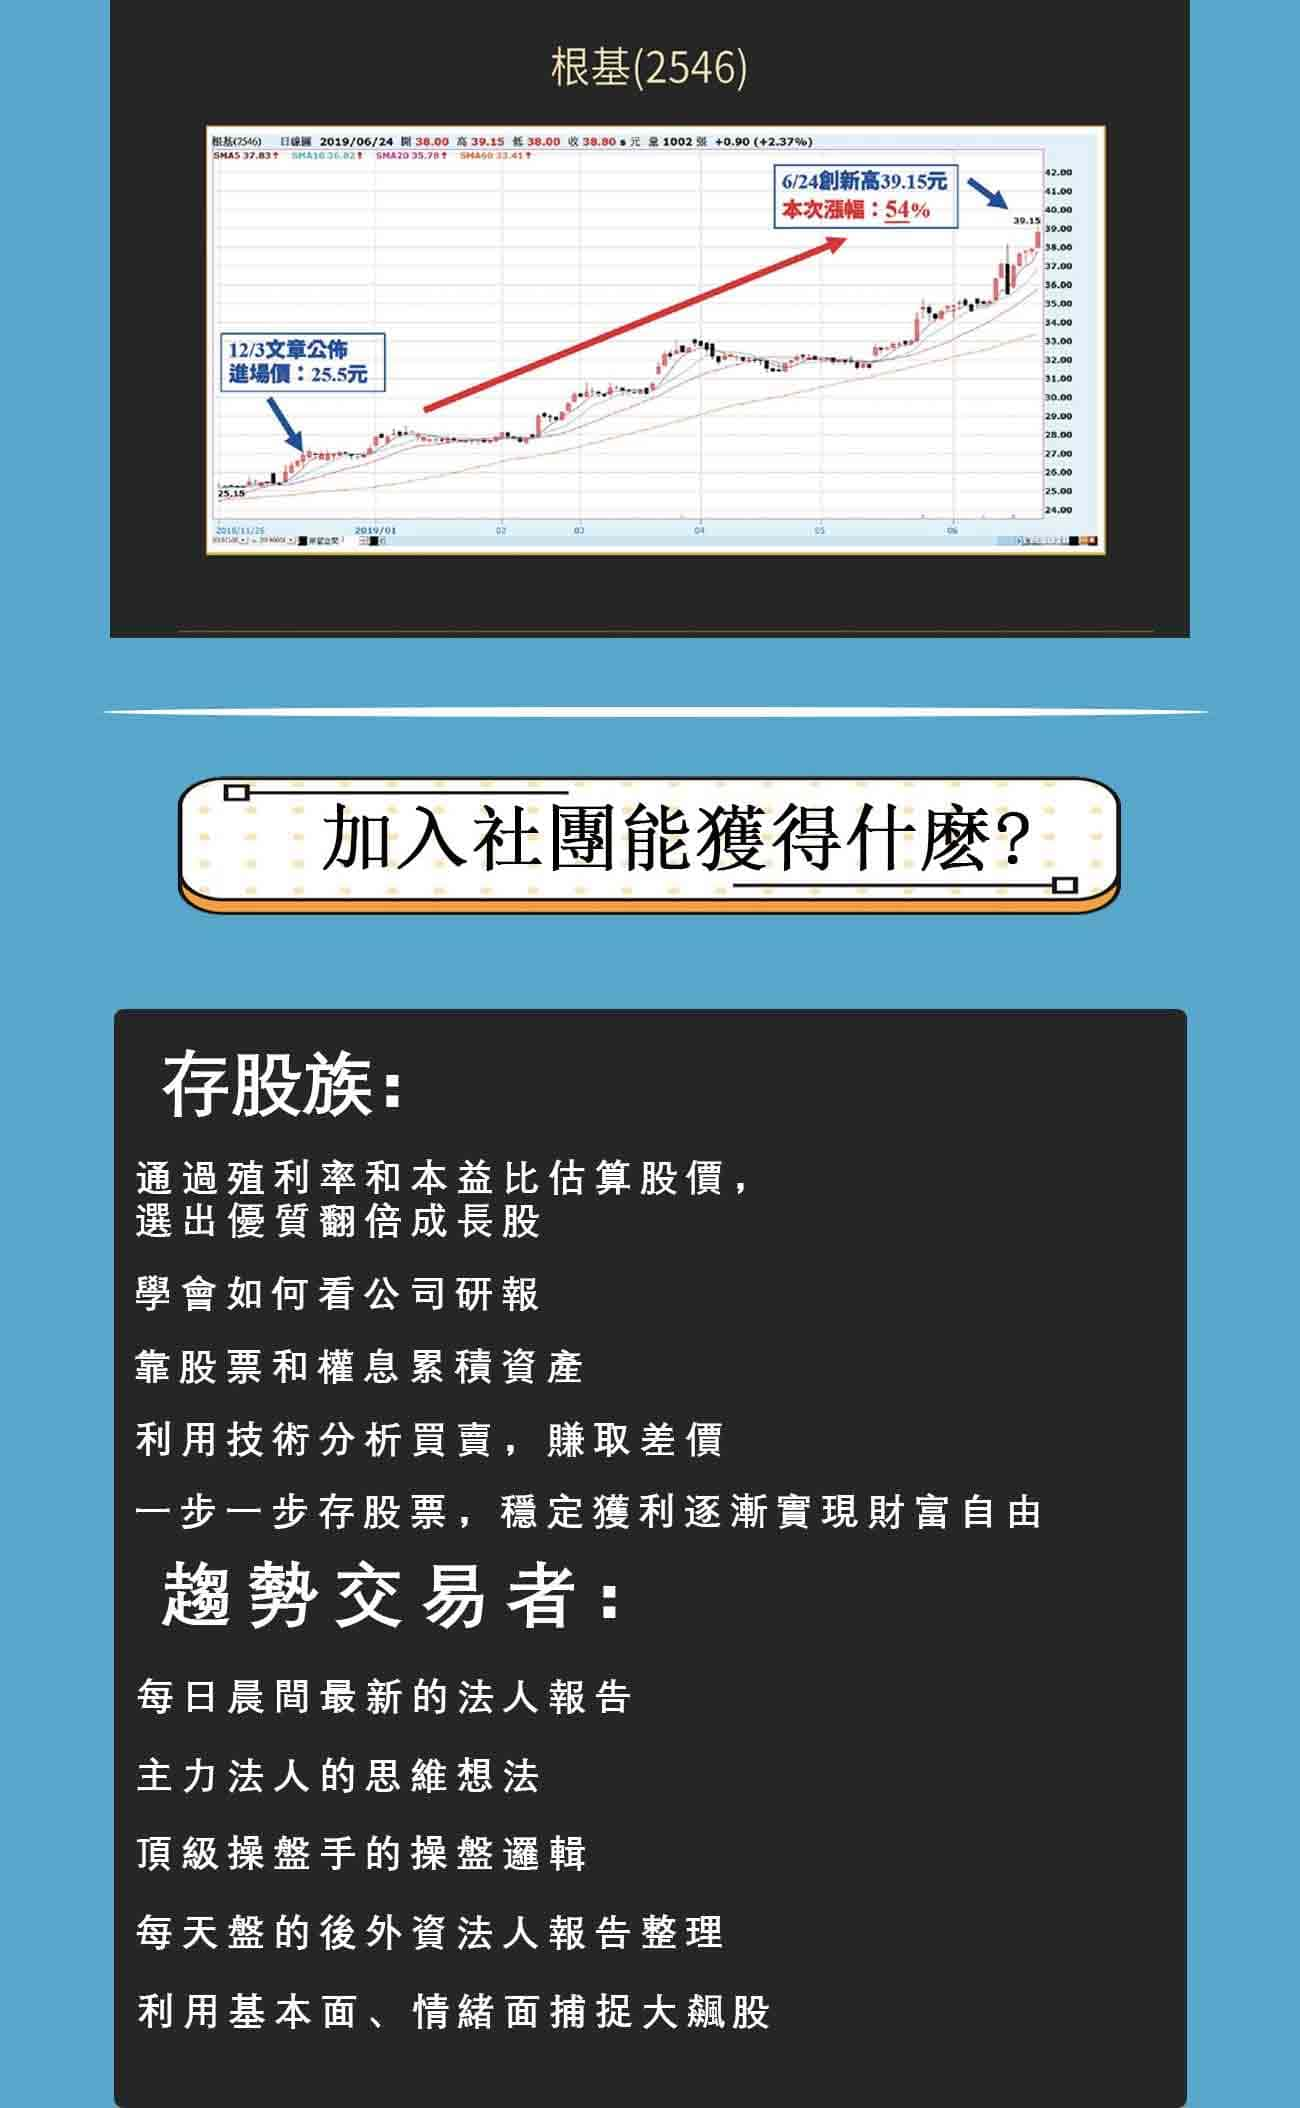 根基(2546)
根基(2546) 日線圖 2019/06/24 開 38.00 高 39.15 低 38.00 收 38.80 s 元 量 1002 張 +0.90 (+2.37%)
SMA5 37.83↑ SMA10 36.82↑ SMA20 35.78↑ SMA60 33.41↑
6/24創新高39.15元
本次漲幅：54%
39.15
12/3文章公佈
進場價：25.5元
25.15
42.00
41.00
40.00
39.00
38.00
37.00
36.00
35.00
34.00
33.00
32.00
31.00
30.00
29.00
28.00
27.00
26.00
25.00
24.00
2018/11/26 2019/01 02 03 04 05 06
加入社團能獲得什麽?
存股族:
通過殖利率和本益比估算股價，
選出優質翻倍成長股
學會如何看公司研報
靠股票和權息累積資產
利用技術分析買賣，賺取差價
一步一步存股票，穩定獲利逐漸實現財富自由
趨勢交易者:
每日晨間最新的法人報告
主力法人的思維想法
頂級操盤手的操盤邏輯
每天盤的後外資法人報告整理
利用基本面、情緒面捕捉大飆股